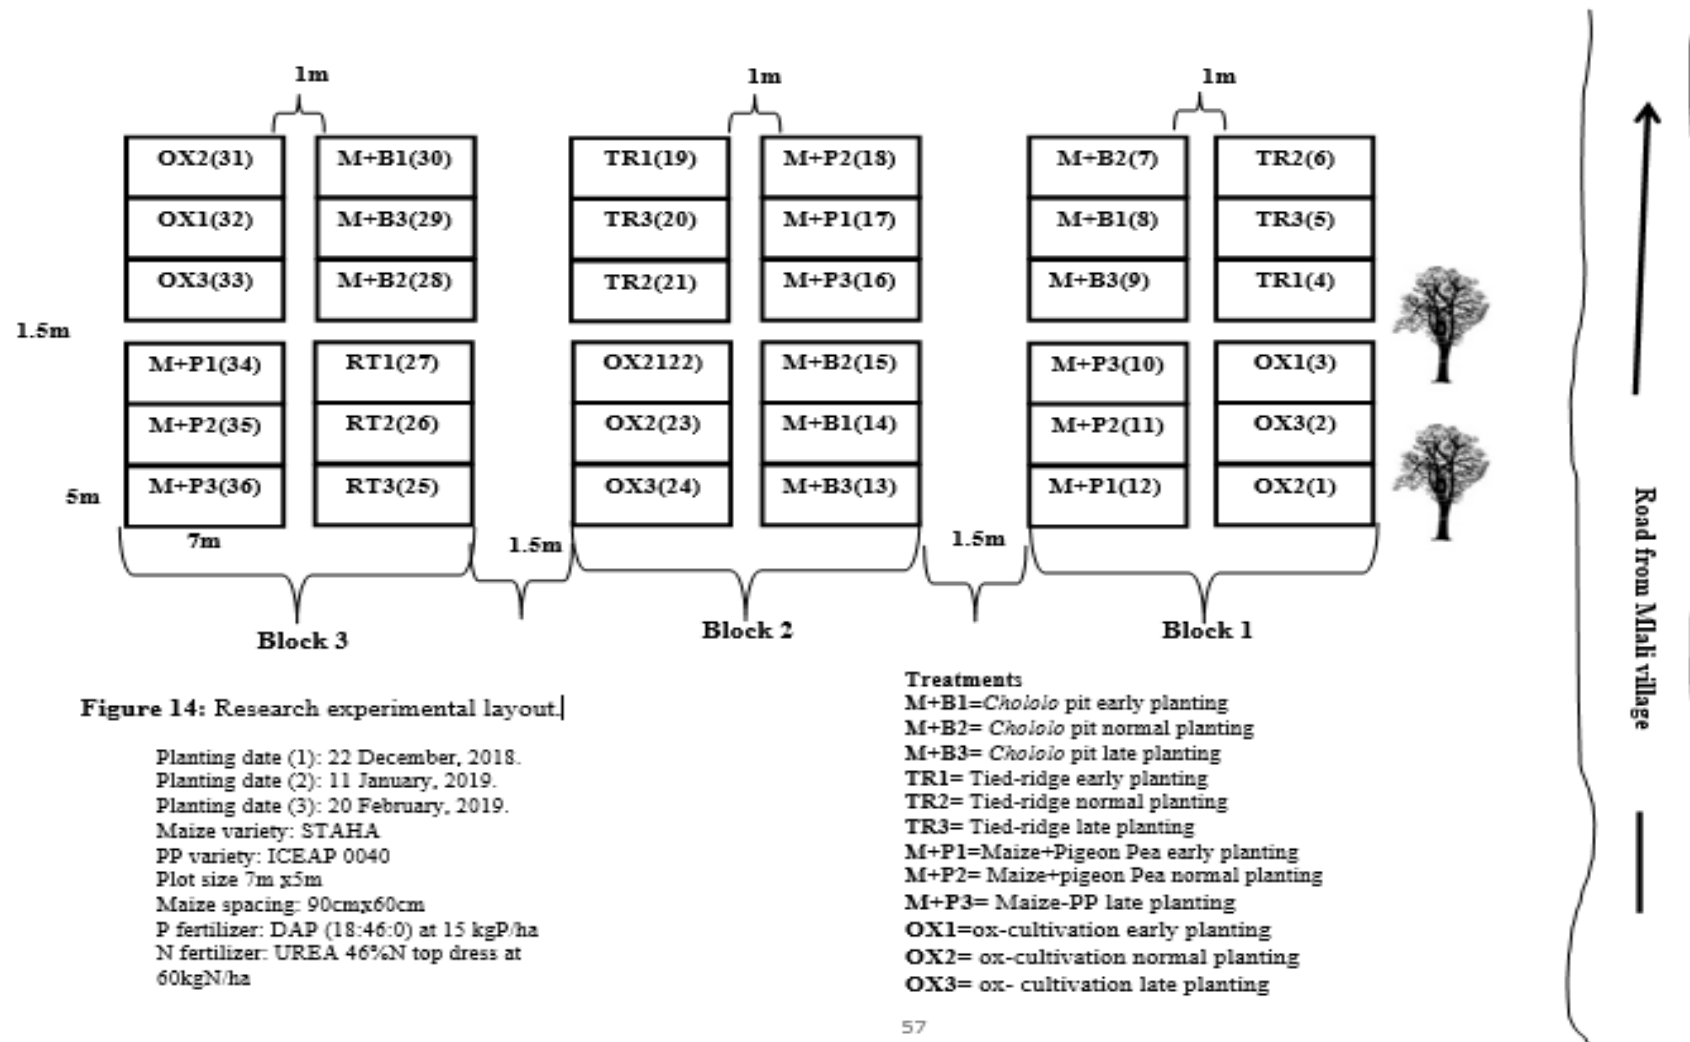 1m 1m 1m
OX2(31) M+B1(30) TR1(19) M+P2(18) M+B2(7) TR2(6)
OX1(32) M+B3(29) TR3(20) M+P1(17) M+B1(8) TR3(5)
OX3(33) M+B2(28) TR2(21) M+P3(16) M+B3(9) TR1(4)
1.5m
M+P1(34) RT1(27) OX2122) M+B2(15) M+P3(10) OX1(3)
M+P2(35) RT2(26) OX2(23) M+B1(14) M+P2(11) OX3(2)
5m M+P3(36) RT3(25) OX3(24) M+B3(13) M+P1(12) OX2(1)
7m 1.5m 1.5m
Block 3 Block 2 Block 1
Road from Mlali village
Figure 14: Research experimental layout.
Planting date (1): 22 December, 2018.
Planting date (2): 11 January, 2019.
Planting date (3): 20 February, 2019.
Maize variety: STAHA
PP variety: ICEAP 0040
Plot size 7m x5m
Maize spacing: 90cmx60cm
P fertilizer: DAP (18:46:0) at 15 kgP/ha
N fertilizer: UREA 46%N top dress at
60kgN/ha
Treatments
M+B1=Chololo pit early planting
M+B2= Chololo pit normal planting
M+B3= Chololo pit late planting
TR1= Tied-ridge early planting
TR2= Tied-ridge normal planting
TR3= Tied-ridge late planting
M+P1=Maize+Pigeon Pea early planting
M+P2= Maize+pigeon Pea normal planting
M+P3= Maize-PP late planting
OX1=ox-cultivation early planting
OX2= ox-cultivation normal planting
OX3= ox- cultivation late planting
57